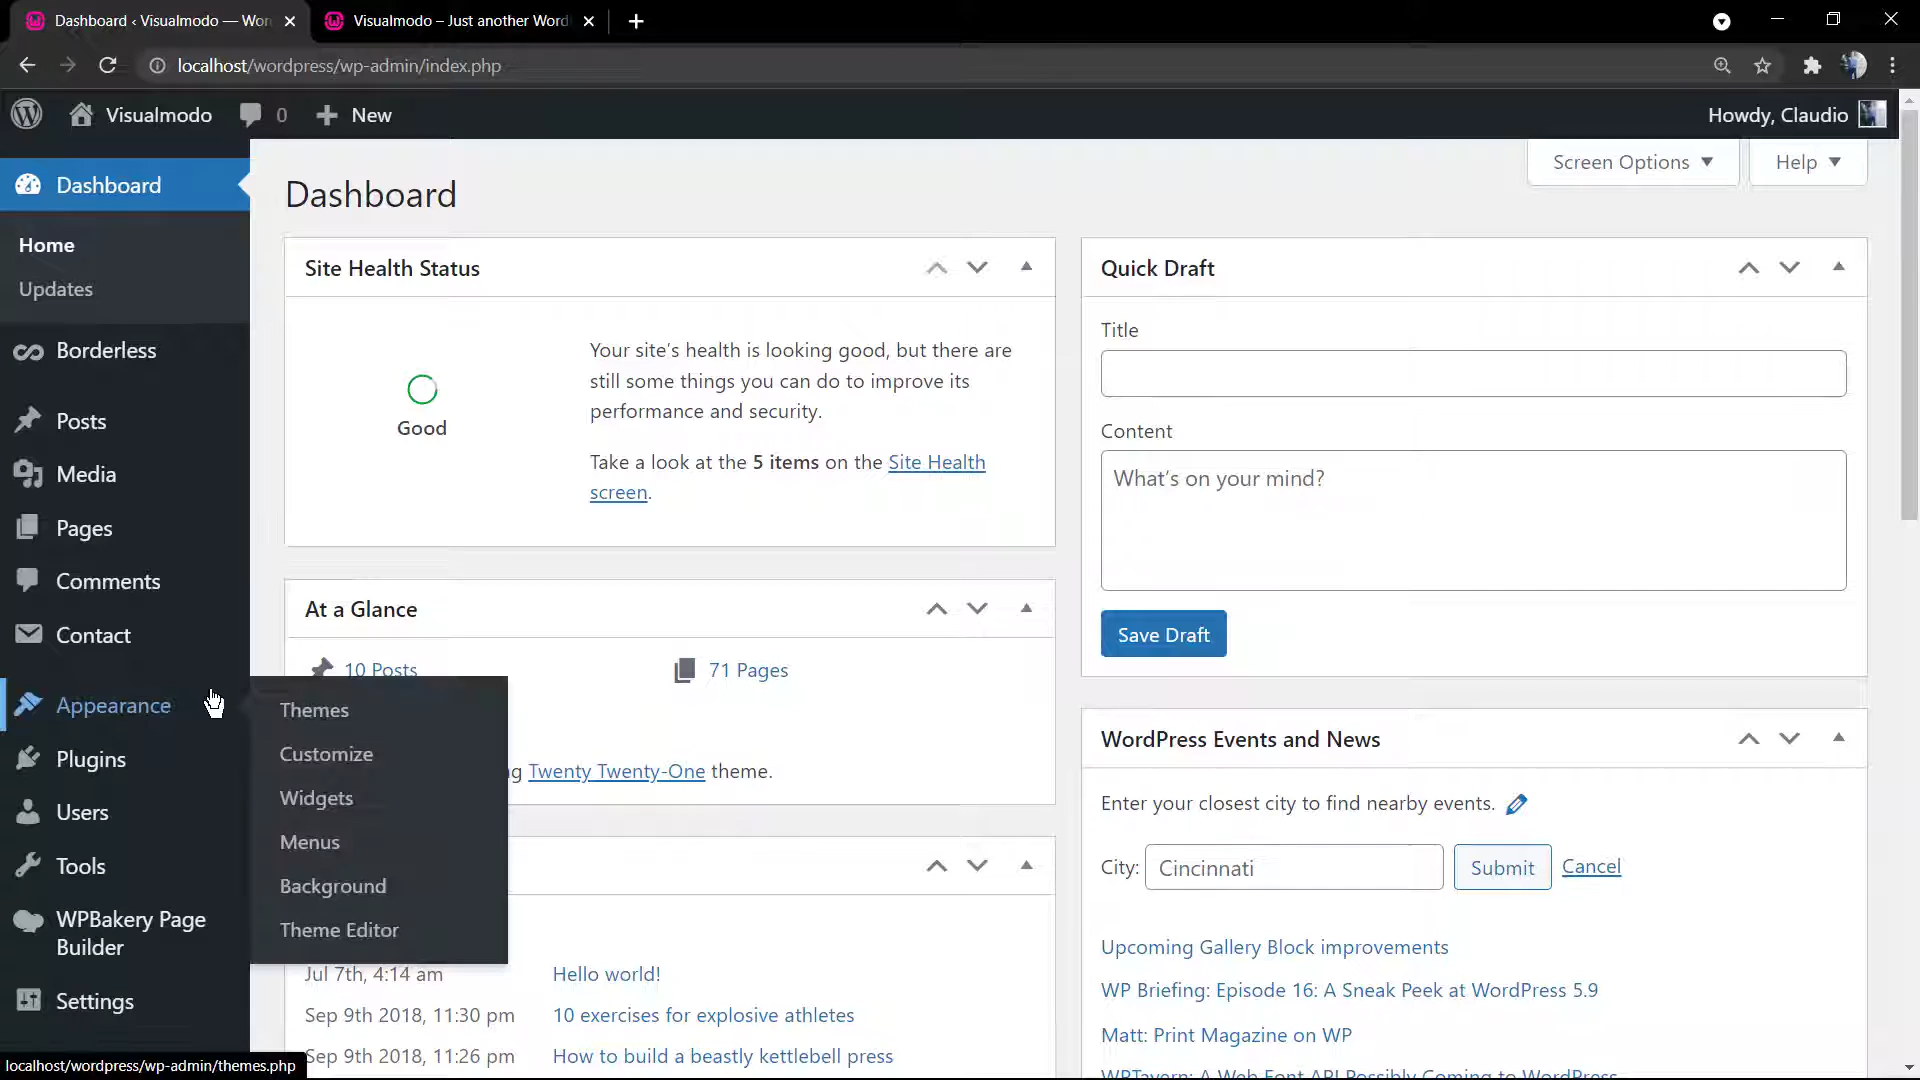 Dashboard ‹ Visualmodo — Wor
Visualmodo – Just another Word
localhost/wordpress/wp-admin/index.php
Visualmodo
0
New
Howdy, Claudio
Dashboard
Home
Updates
Borderless
Posts
Media
Pages
Comments
Contact
Appearance
Plugins
Users
Tools
WPBakery Page
Builder
Settings
Themes
Customize
Widgets
Menus
Background
Theme Editor
Screen Options
Help
Dashboard
Site Health Status
Good
Your site's health is looking good, but there are
still some things you can do to improve its
performance and security.
Take a look at the 5 items on the Site Health
screen.
At a Glance
10 Posts
71 Pages
Twenty Twenty-One theme.
Jul 7th, 4:14 am
Hello world!
Sep 9th 2018, 11:30 pm
10 exercises for explosive athletes
Sep 9th 2018, 11:26 pm
How to build a beastly kettlebell press
Quick Draft
Title
Content
What's on your mind?
Save Draft
WordPress Events and News
Enter your closest city to find nearby events.
City:
Cincinnati
Submit
Cancel
Upcoming Gallery Block improvements
WP Briefing: Episode 16: A Sneak Peek at WordPress 5.9
Matt: Print Magazine on WP
WPTavern: A Web Font API Possibly Coming to WordPress
localhost/wordpress/wp-admin/themes.php